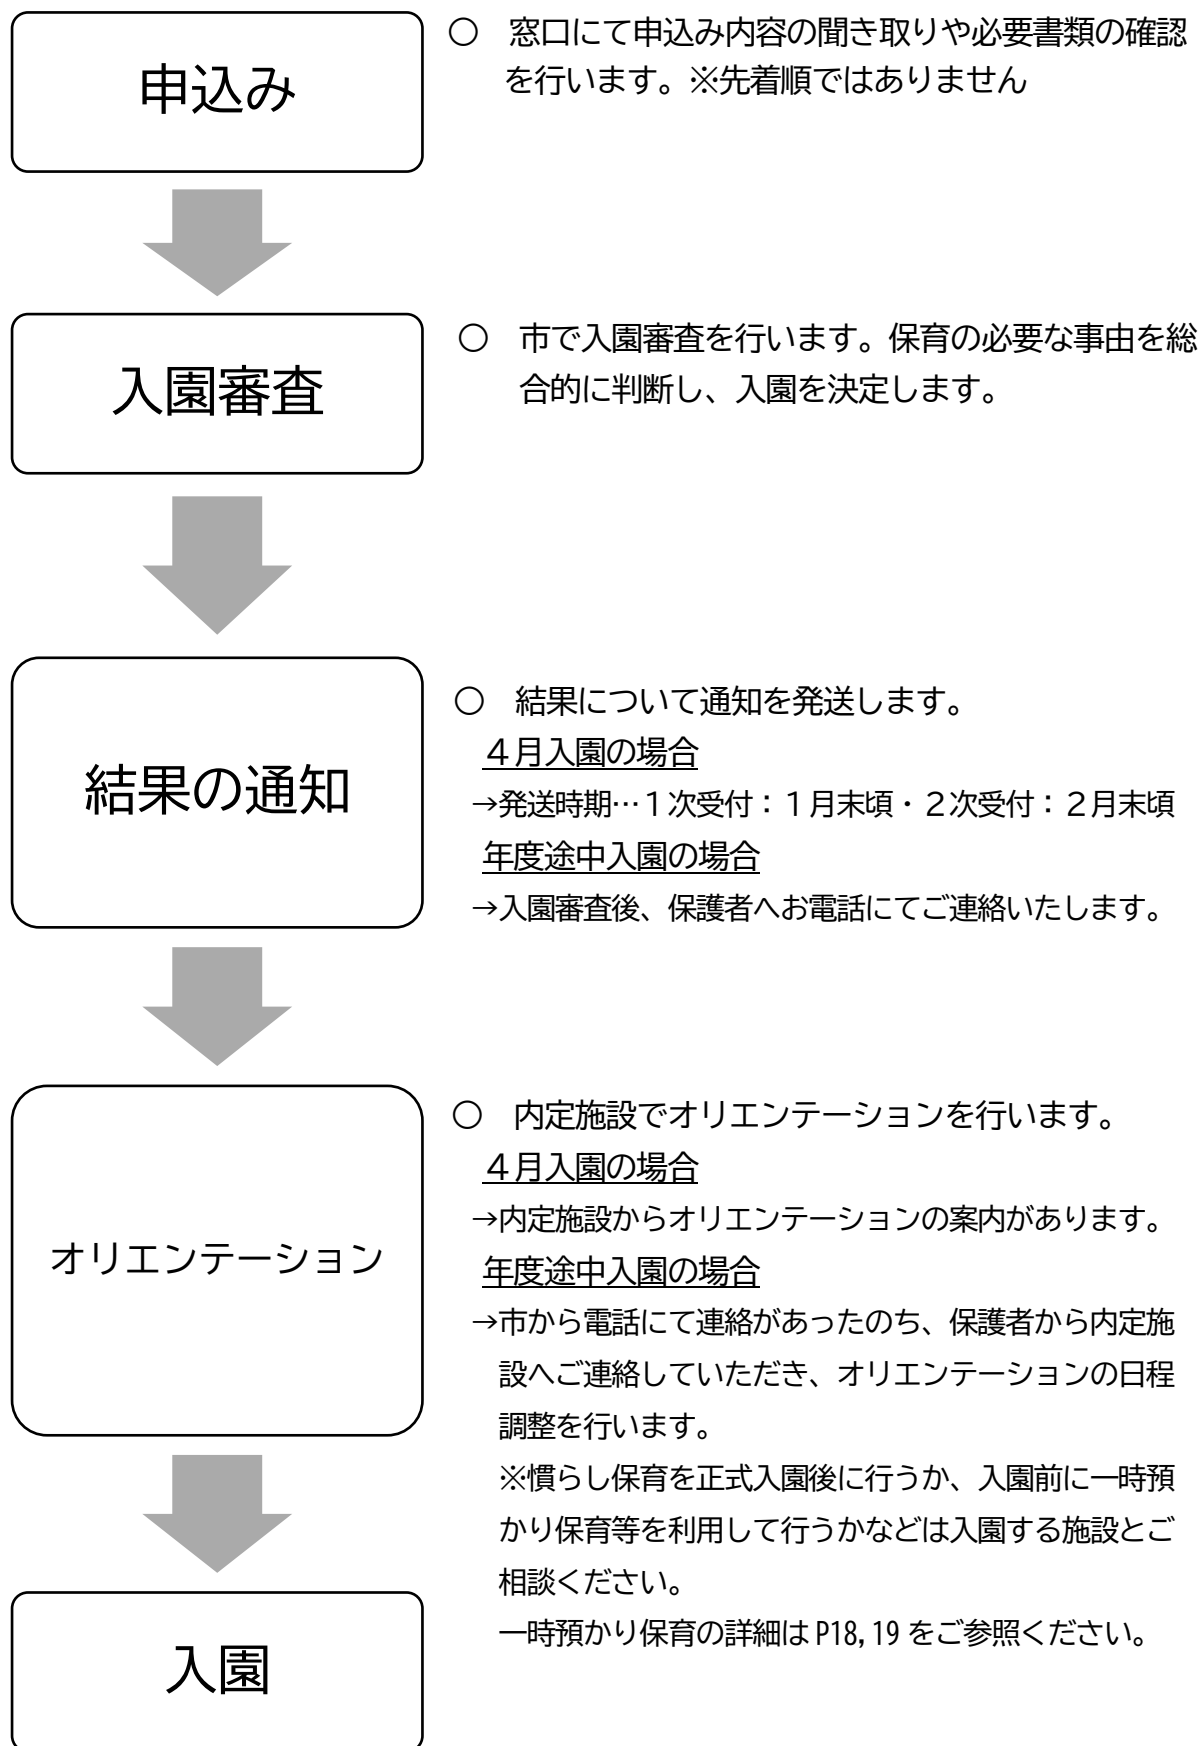 申込み
○　窓口にて申込み内容の聞き取りや必要書類の確認
を行います。※先着順ではありません
入園審査
○　市で入園審査を行います。保育の必要な事由を総
合的に判断し、入園を決定します。
結果の通知
○　結果について通知を発送します。
４月入園の場合
→発送時期…１次受付：１月末頃・２次受付：２月末頃
年度途中入園の場合
→入園審査後、保護者へお電話にてご連絡いたします。
オリエンテーション
○　内定施設でオリエンテーションを行います。
４月入園の場合
→内定施設からオリエンテーションの案内があります。
年度途中入園の場合
→市から電話にて連絡があったのち、保護者から内定施
設へご連絡していただき、オリエンテーションの日程
調整を行います。
※慣らし保育を正式入園後に行うか、入園前に一時預
かり保育等を利用して行うかなどは入園する施設とご
相談ください。
一時預かり保育の詳細は P18,19 をご参照ください。
入園